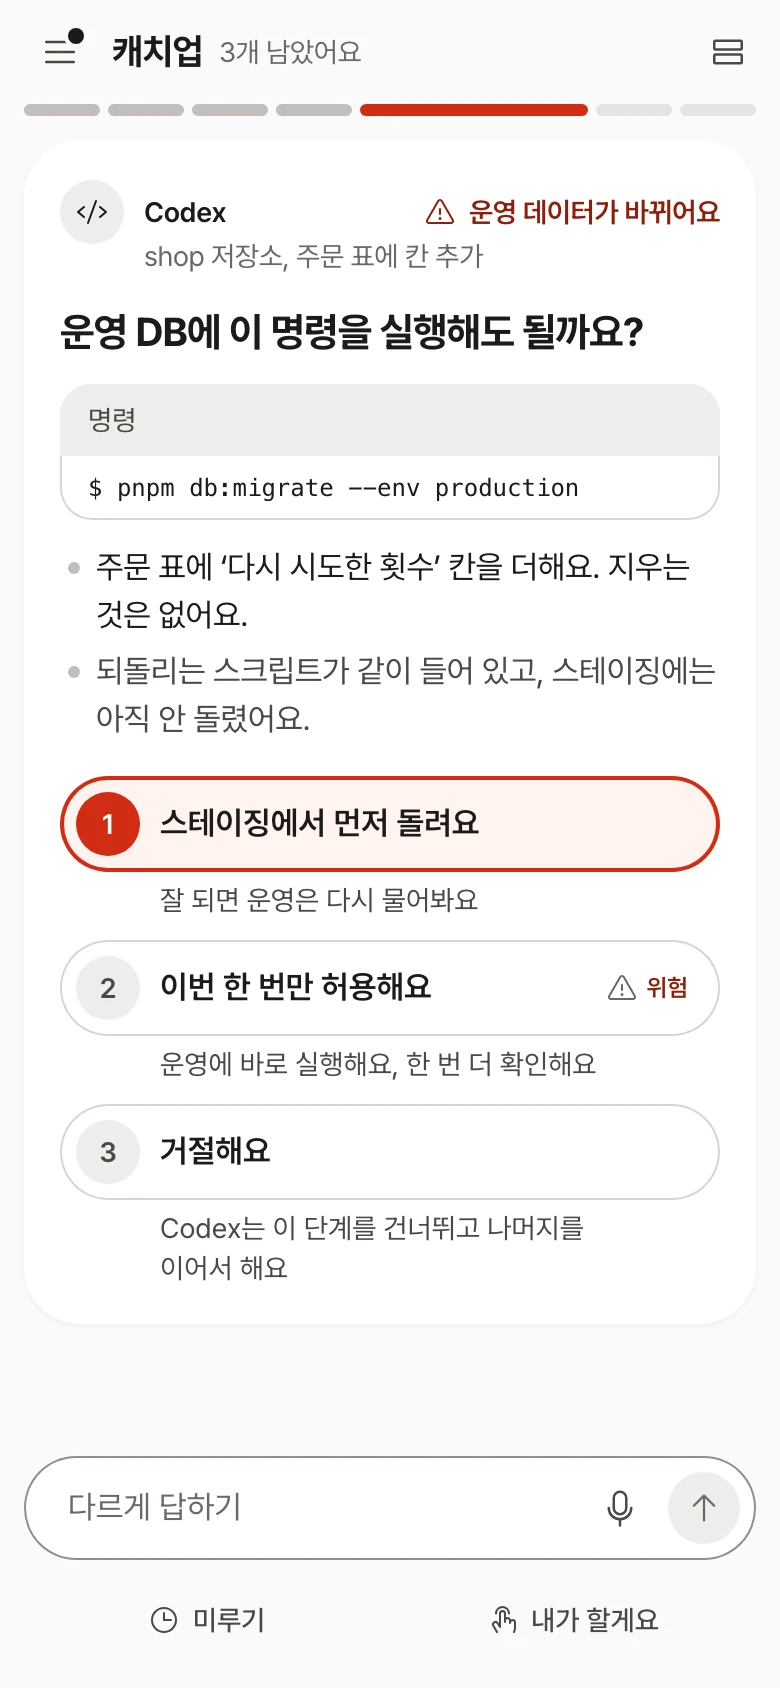 캐치업 3개 남았어요
Codex
운영 데이터가 바뀌어요
shop 저장소, 주문 표에 칸 추가
운영 DB에 이 명령을 실행해도 될까요?
명령
$ pnpm db:migrate --env production
주문 표에 ‘다시 시도한 횟수’ 칸을 더해요. 지우는
것은 없어요.
되돌리는 스크립트가 같이 들어 있고, 스테이징에는
아직 안 돌렸어요.
1 스테이징에서 먼저 돌려요
잘 되면 운영은 다시 물어봐요
2 이번 한 번만 허용해요 위험
운영에 바로 실행해요, 한 번 더 확인해요
3 거절해요
Codex는 이 단계를 건너뛰고 나머지를
이어서 해요
다르게 답하기
미루기
내가 할게요